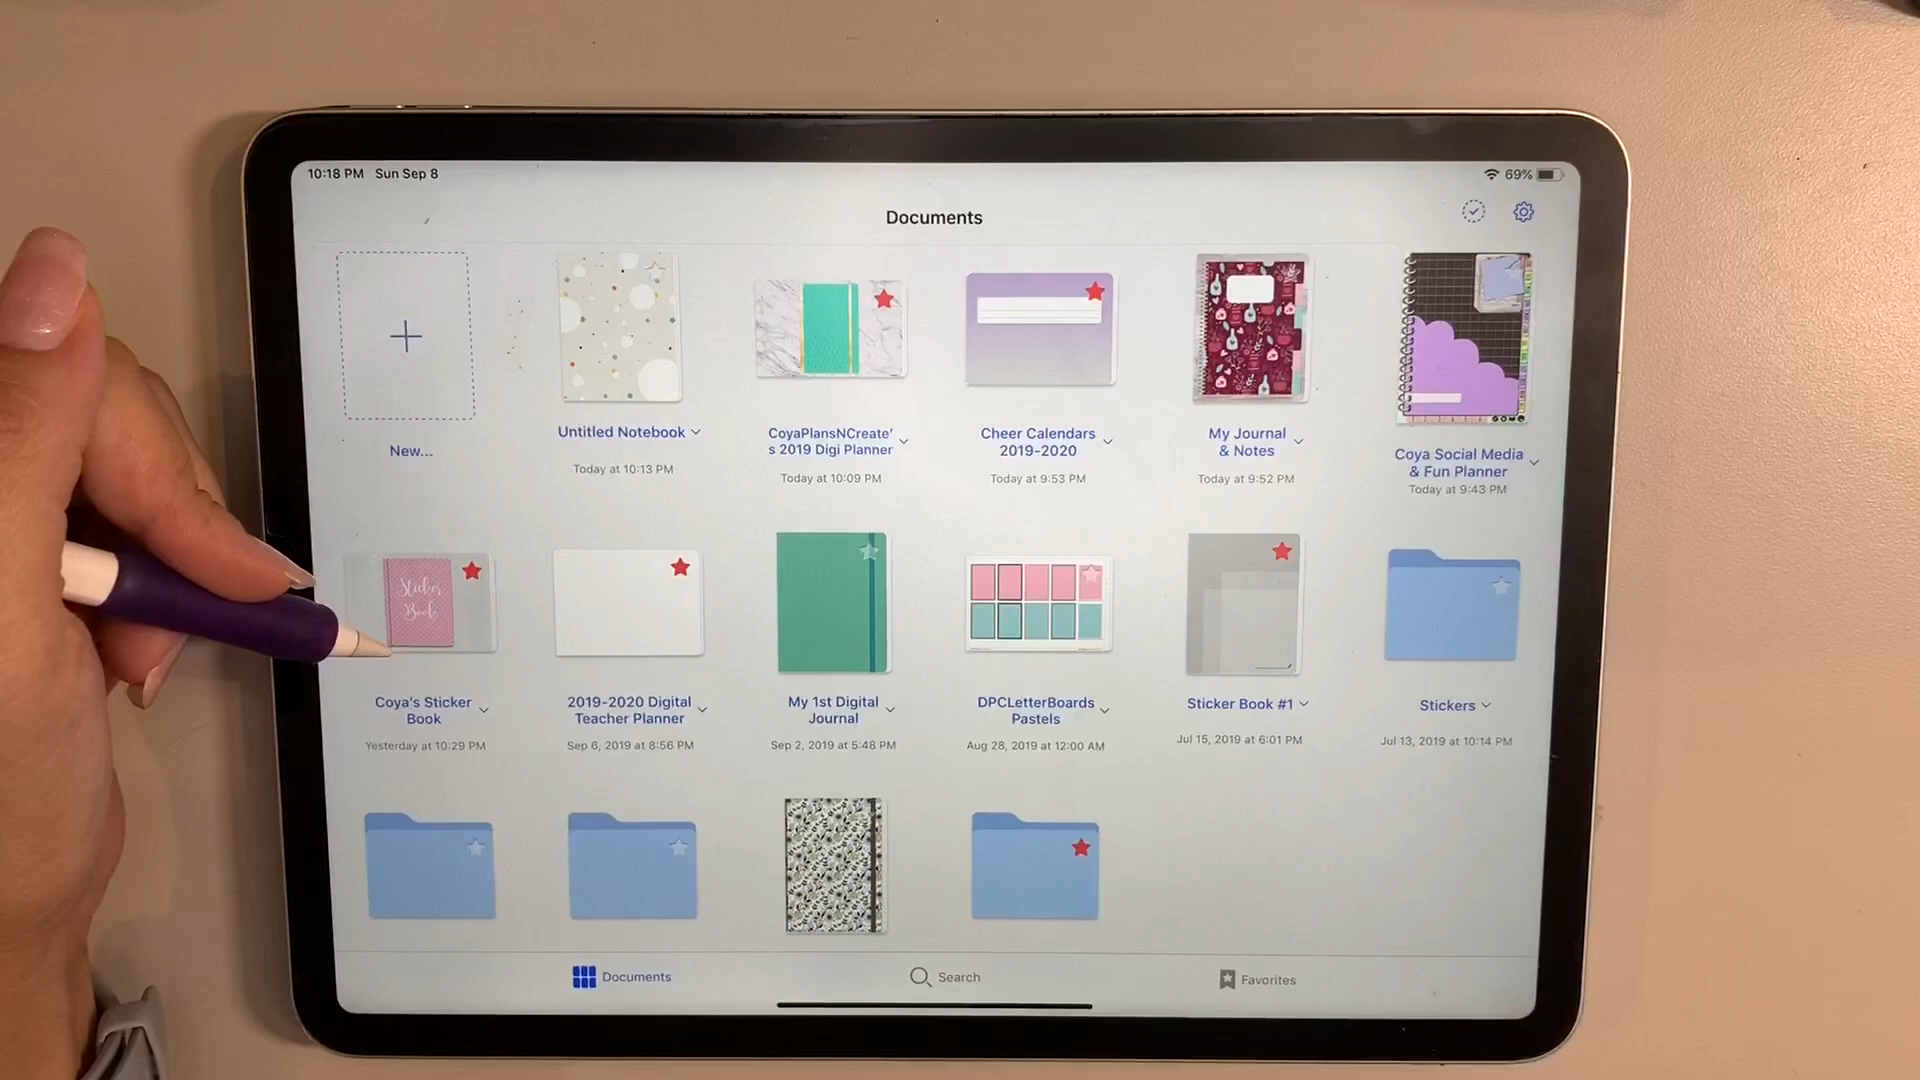 10:18 PM Sun Sep 8
69%
Documents
New...
Untitled Notebook
Today at 10:13 PM
CoyaPlansNCreate'
s 2019 Digi Planner
Today at 10:09 PM
Cheer Calendars
2019-2020
Today at 9:53 PM
My Journal
& Notes
Today at 9:52 PM
Coya Social Media
& Fun Planner
Today at 9:43 PM
Sticker
Book
Coya's Sticker
Book
Yesterday at 10:29 PM
2019-2020 Digital
Teacher Planner
Sep 6, 2019 at 8:56 PM
My 1st Digital
Journal
Sep 2, 2019 at 5:48 PM
DPCLetterBoards
Pastels
Aug 28, 2019 at 12:00 AM
Sticker Book #1
Jul 15, 2019 at 6:01 PM
Stickers
Jul 13, 2019 at 10:14 PM
Documents
Search
Favorites